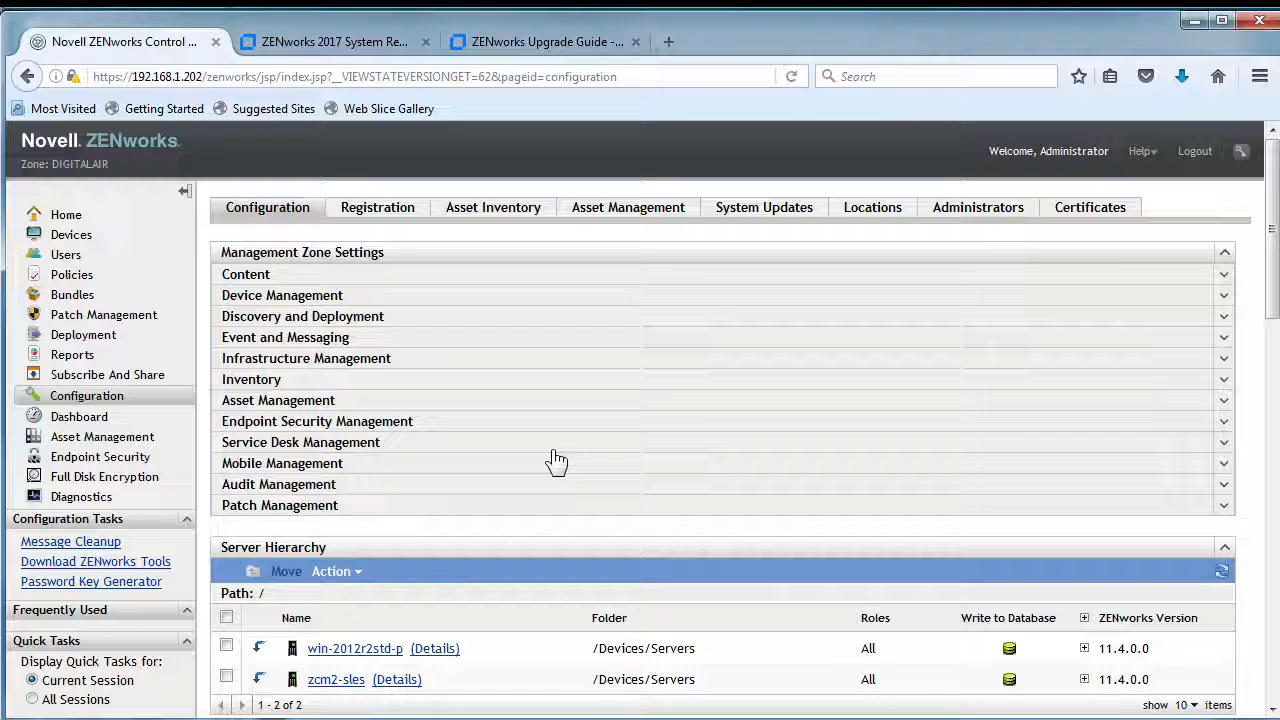 Novell ZENworks Control ...
ZENworks 2017 System Re...
ZENworks Upgrade Guide -...
https://192.168.1.202/zenworks/jsp/index.jsp?__VIEWSTATEVERSIONGET=62&pageid=configuration
Search
Most Visited
Getting Started
Suggested Sites
Web Slice Gallery
Novell ZENworks
Zone: DIGITALAIR
Welcome, Administrator
Help
Logout
Home
Devices
Users
Policies
Bundles
Patch Management
Deployment
Reports
Subscribe And Share
Configuration
Dashboard
Asset Management
Endpoint Security
Full Disk Encryption
Diagnostics
Configuration Tasks
Message Cleanup
Download ZENworks Tools
Password Key Generator
Frequently Used
Quick Tasks
Display Quick Tasks for:
Current Session
All Sessions
Configuration
Registration
Asset Inventory
Asset Management
System Updates
Locations
Administrators
Certificates
Management Zone Settings
Content
Device Management
Discovery and Deployment
Event and Messaging
Infrastructure Management
Inventory
Asset Management
Endpoint Security Management
Service Desk Management
Mobile Management
Audit Management
Patch Management
Server Hierarchy
Move Action
Path: /
Name Folder Roles Write to Database ZENworks Version
win-2012r2std-p (Details) /Devices/Servers All 11.4.0.0
zcm2-sles (Details) /Devices/Servers All 11.4.0.0
1 - 2 of 2 show 10 items